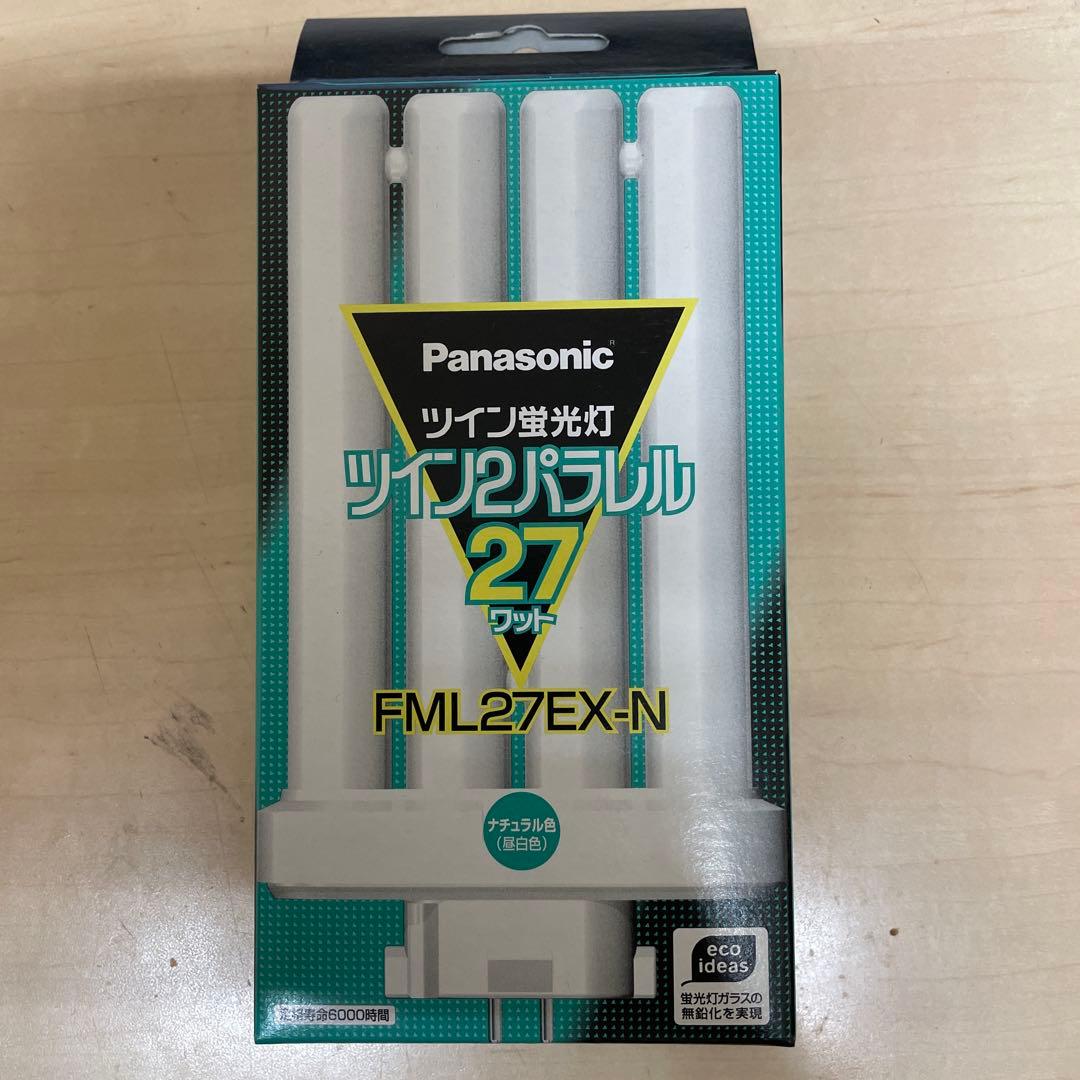 Panasonic
ツイン蛍光灯
ツイン2パラレル
27
ワット
FML27EX-N
ナチュラル色
(昼白色)
eco
ideas
蛍光灯ガラスの
無鉛化を実現
定格寿命6000時間